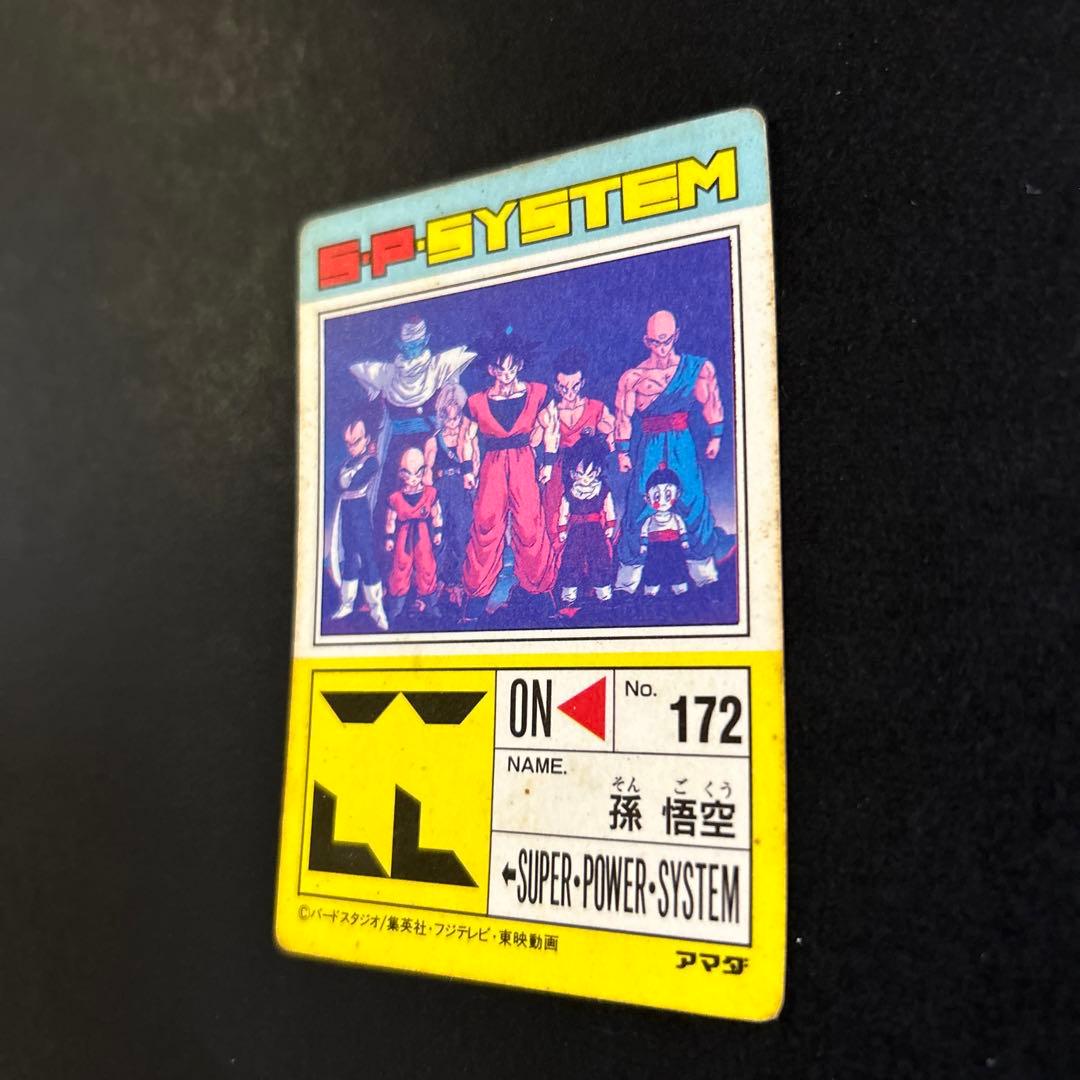 S・P・SYSTEM
ON
No.
172
NAME.
そん ご くう
孫 悟空
←SUPER・POWER・SYSTEM
©バードスタジオ/集英社・フジテレビ・東映動画
アマダ